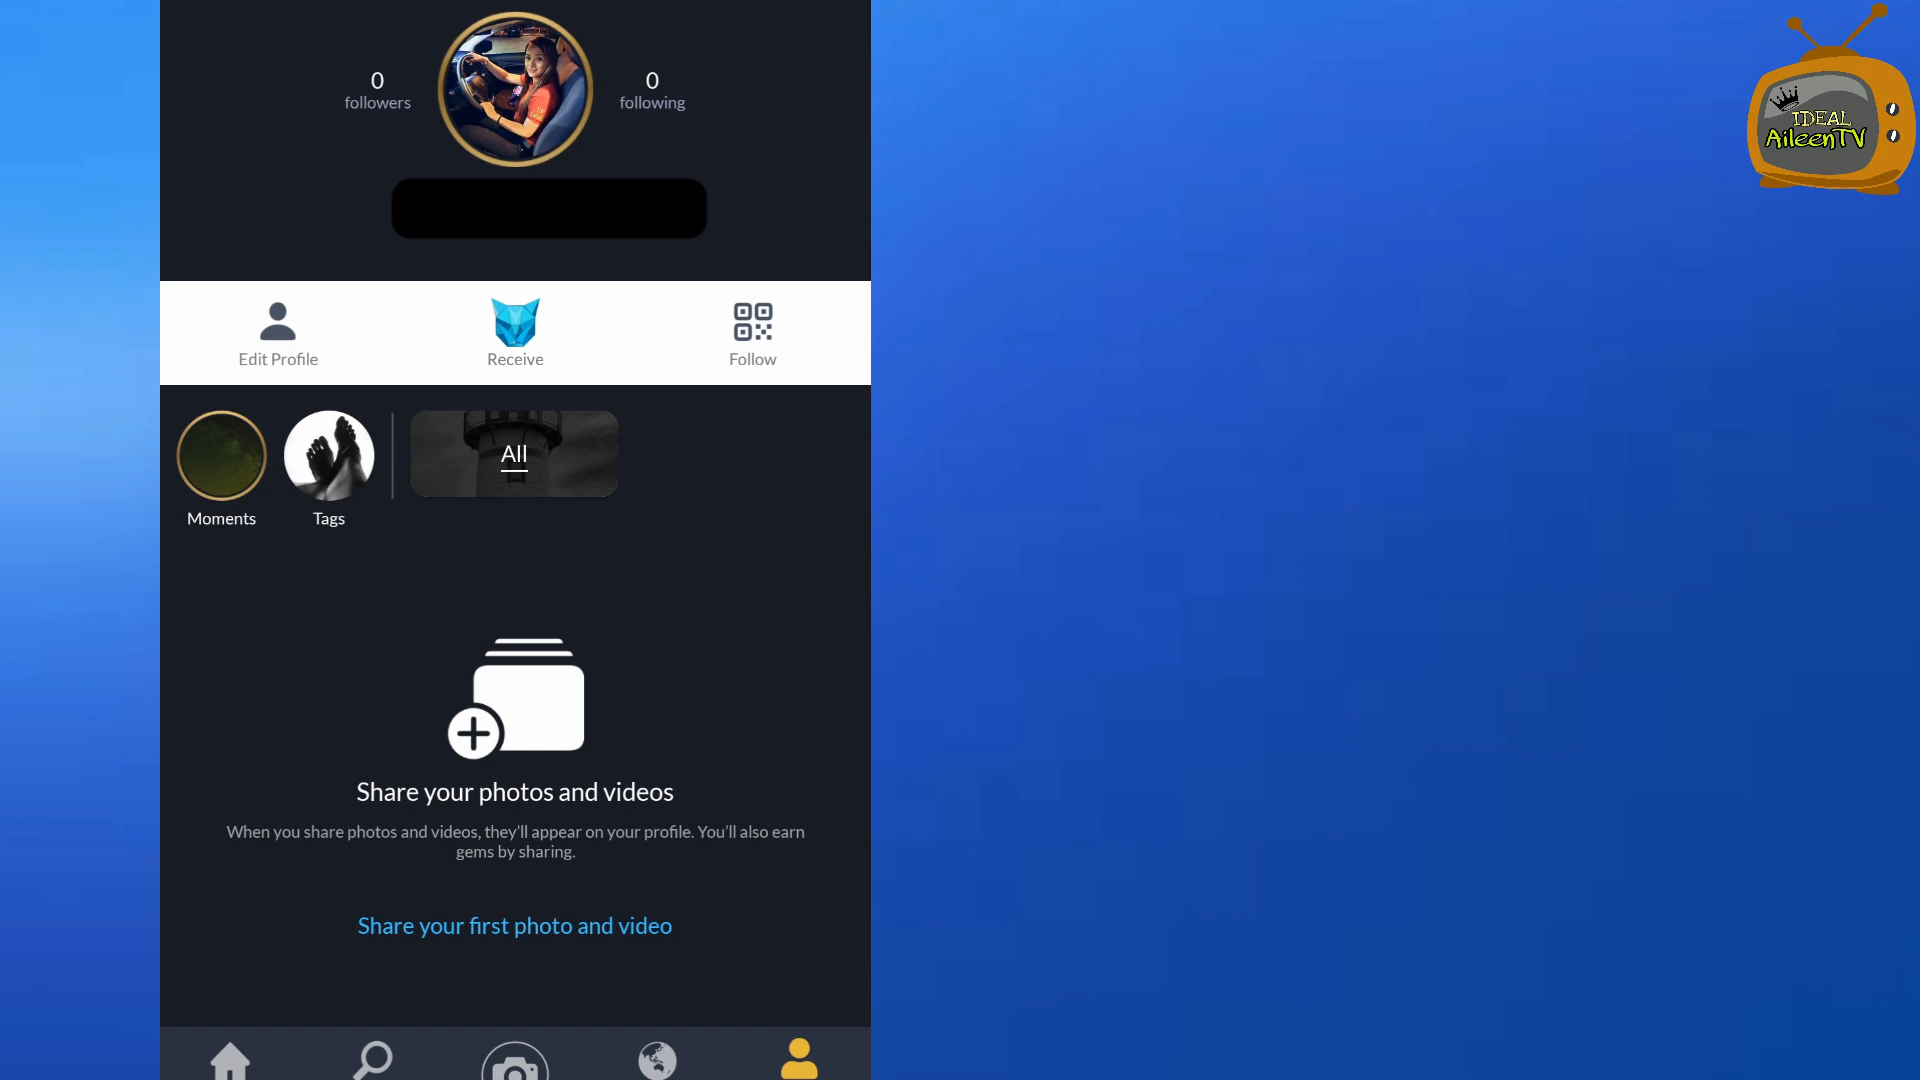 0
followers
0
following
Edit Profile
Receive
Follow
All
Moments
Tags
Share your photos and videos
When you share photos and videos, they'll appear on your profile. You'll also earn
gems by sharing.
Share your first photo and video
IDEAL
AileenTV